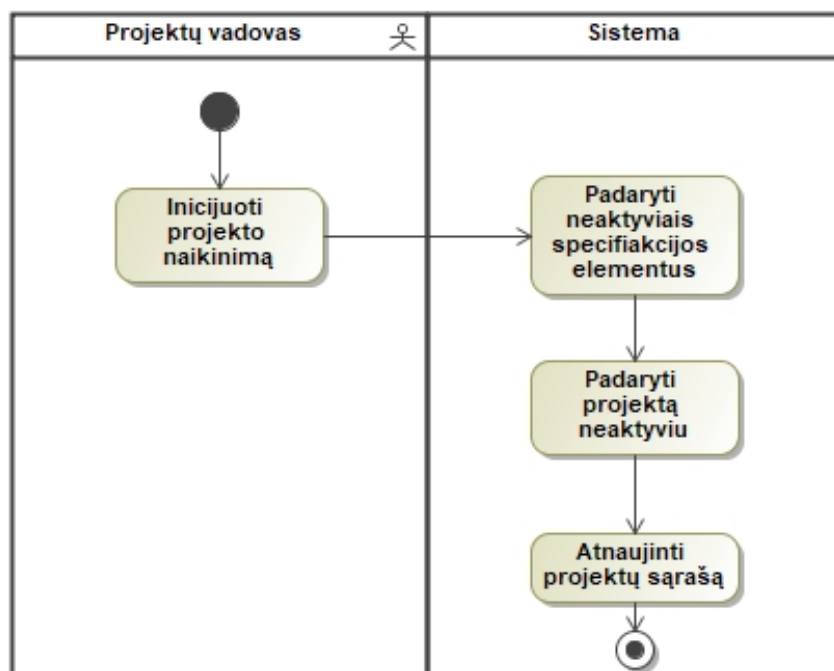 Projektų vadovas
Sistema
Inicijuoti
projekto
naikinimą
Padaryti
neaktyviais
specifiakcijos
elementus
Padaryti
projektą
neaktyviu
Atnaujinti
projektų sąrašą